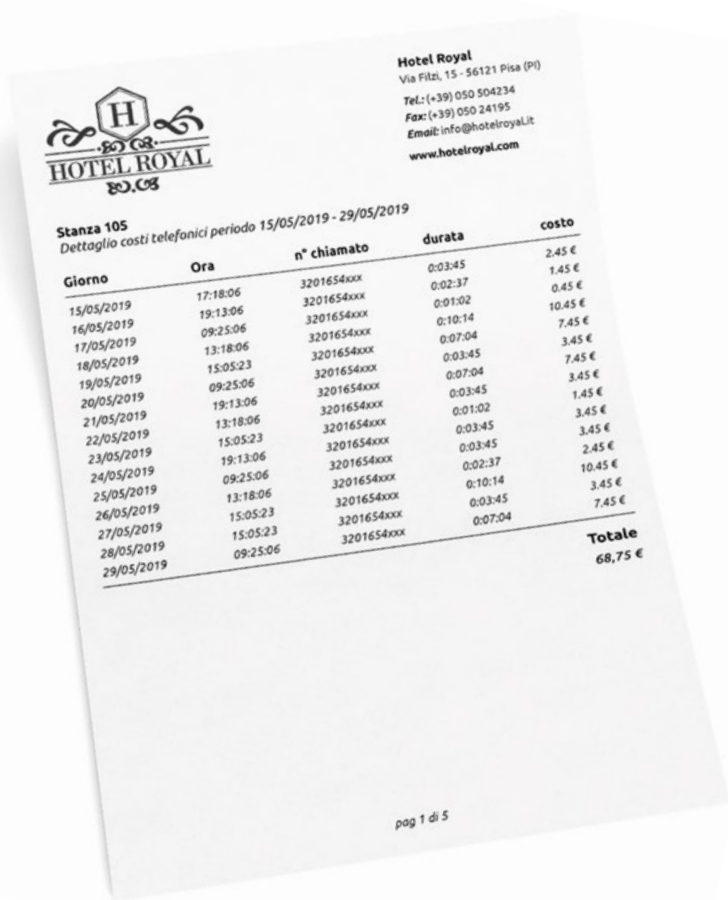 H
HOTEL ROYAL
Hotel Royal
Via Filzi, 15 - 56121 Pisa (PI)
Tel.: (+39) 050 504234
Fax: (+39) 050 24195
Email: info@hotelroyal.it
www.hotelroyal.com
Stanza 105
Dettaglio costi telefonici periodo 15/05/2019 - 29/05/2019
Giorno Ora n° chiamato durata costo
15/05/2019 17:18:06 3201654xxx 0:03:45 2.45 €
16/05/2019 19:13:06 3201654xxx 0:02:37 1.45 €
17/05/2019 09:25:06 3201654xxx 0:01:02 0.45 €
18/05/2019 13:18:06 3201654xxx 0:10:14 10.45 €
19/05/2019 15:05:23 3201654xxx 0:07:04 7.45 €
20/05/2019 09:25:06 3201654xxx 0:03:45 3.45 €
21/05/2019 19:13:06 3201654xxx 0:07:04 7.45 €
22/05/2019 13:18:06 3201654xxx 0:03:45 3.45 €
23/05/2019 15:05:23 3201654xxx 0:01:02 1.45 €
24/05/2019 19:13:06 3201654xxx 0:03:45 3.45 €
25/05/2019 09:25:06 3201654xxx 0:03:45 3.45 €
26/05/2019 13:18:06 3201654xxx 0:02:37 2.45 €
27/05/2019 15:05:23 3201654xxx 0:10:14 10.45 €
28/05/2019 15:05:23 3201654xxx 0:03:45 3.45 €
29/05/2019 09:25:06 3201654xxx 0:07:04 7.45 €
Totale
68,75 €
pag 1 di 5